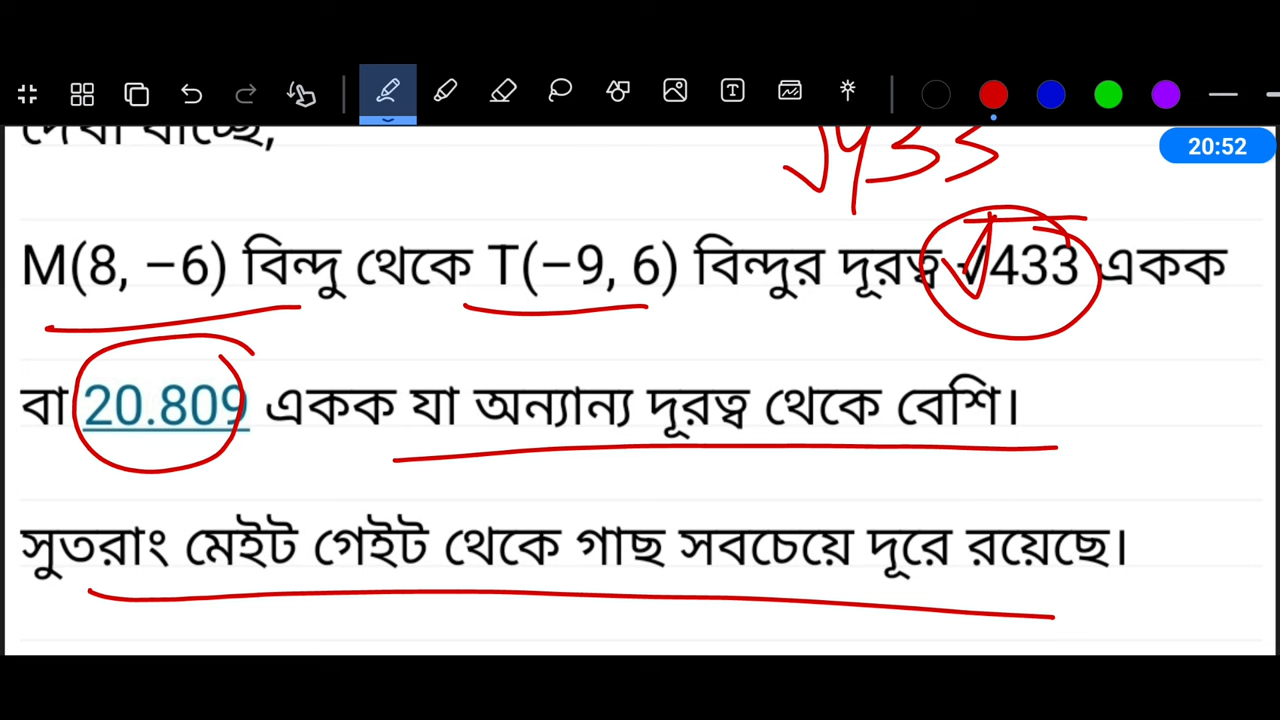 দেখা যাচ্ছে,
√433
20:52
M(8, −6) বিন্দু থেকে T(−9, 6) বিন্দুর দূরত্ব √433 একক
বা 20.809 একক যা অন্যান্য দূরত্ব থেকে বেশি।
সুতরাং মেইট গেইট থেকে গাছ সবচেয়ে দূরে রয়েছে।